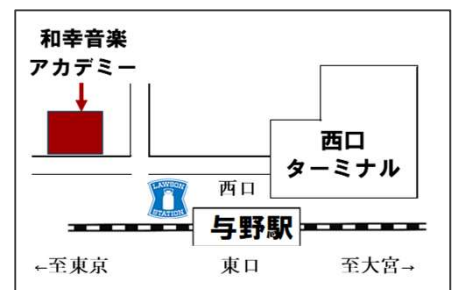 和幸音楽
アカデミー
西口
ターミナル
西口
LAWSON
STATION
与野駅
←至東京
東口
至大宮→